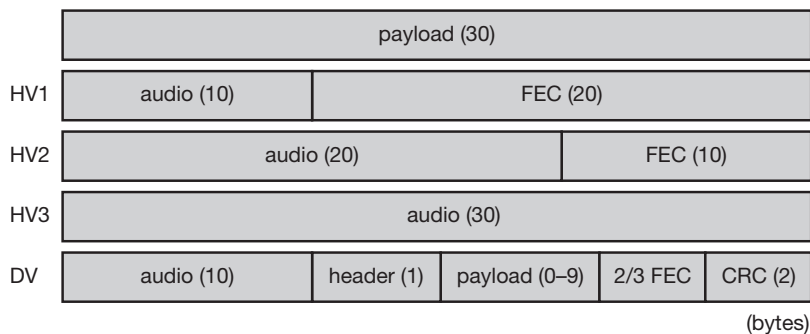 payload (30)
HV1 audio (10) FEC (20)
HV2 audio (20) FEC (10)
HV3 audio (30)
DV audio (10) header (1) payload (0–9) 2/3 FEC CRC (2)
(bytes)